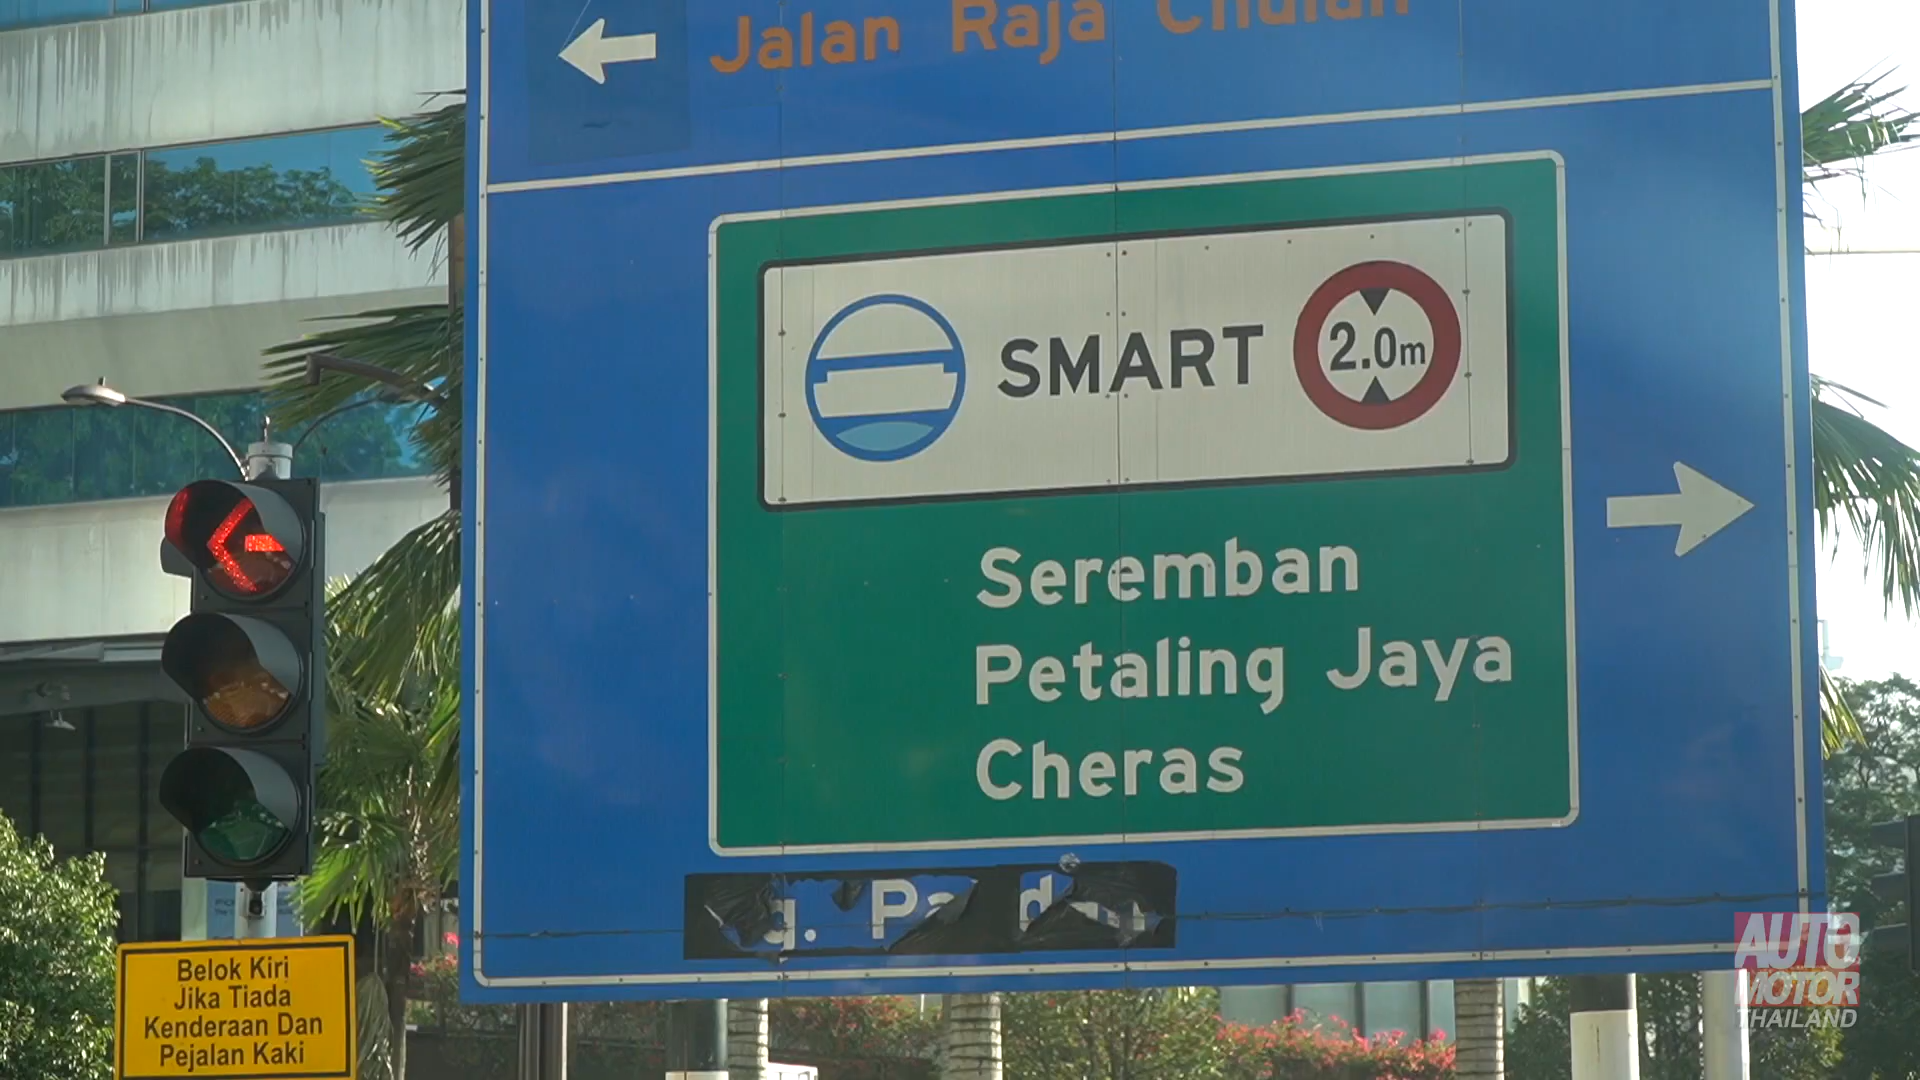 Jalan Raja Chulan
SMART
2.0m
Seremban
Petaling Jaya
Cheras
Belok Kiri
Jika Tiada
Kenderaan Dan
Pejalan Kaki
AUTO
MOTOR
THAILAND